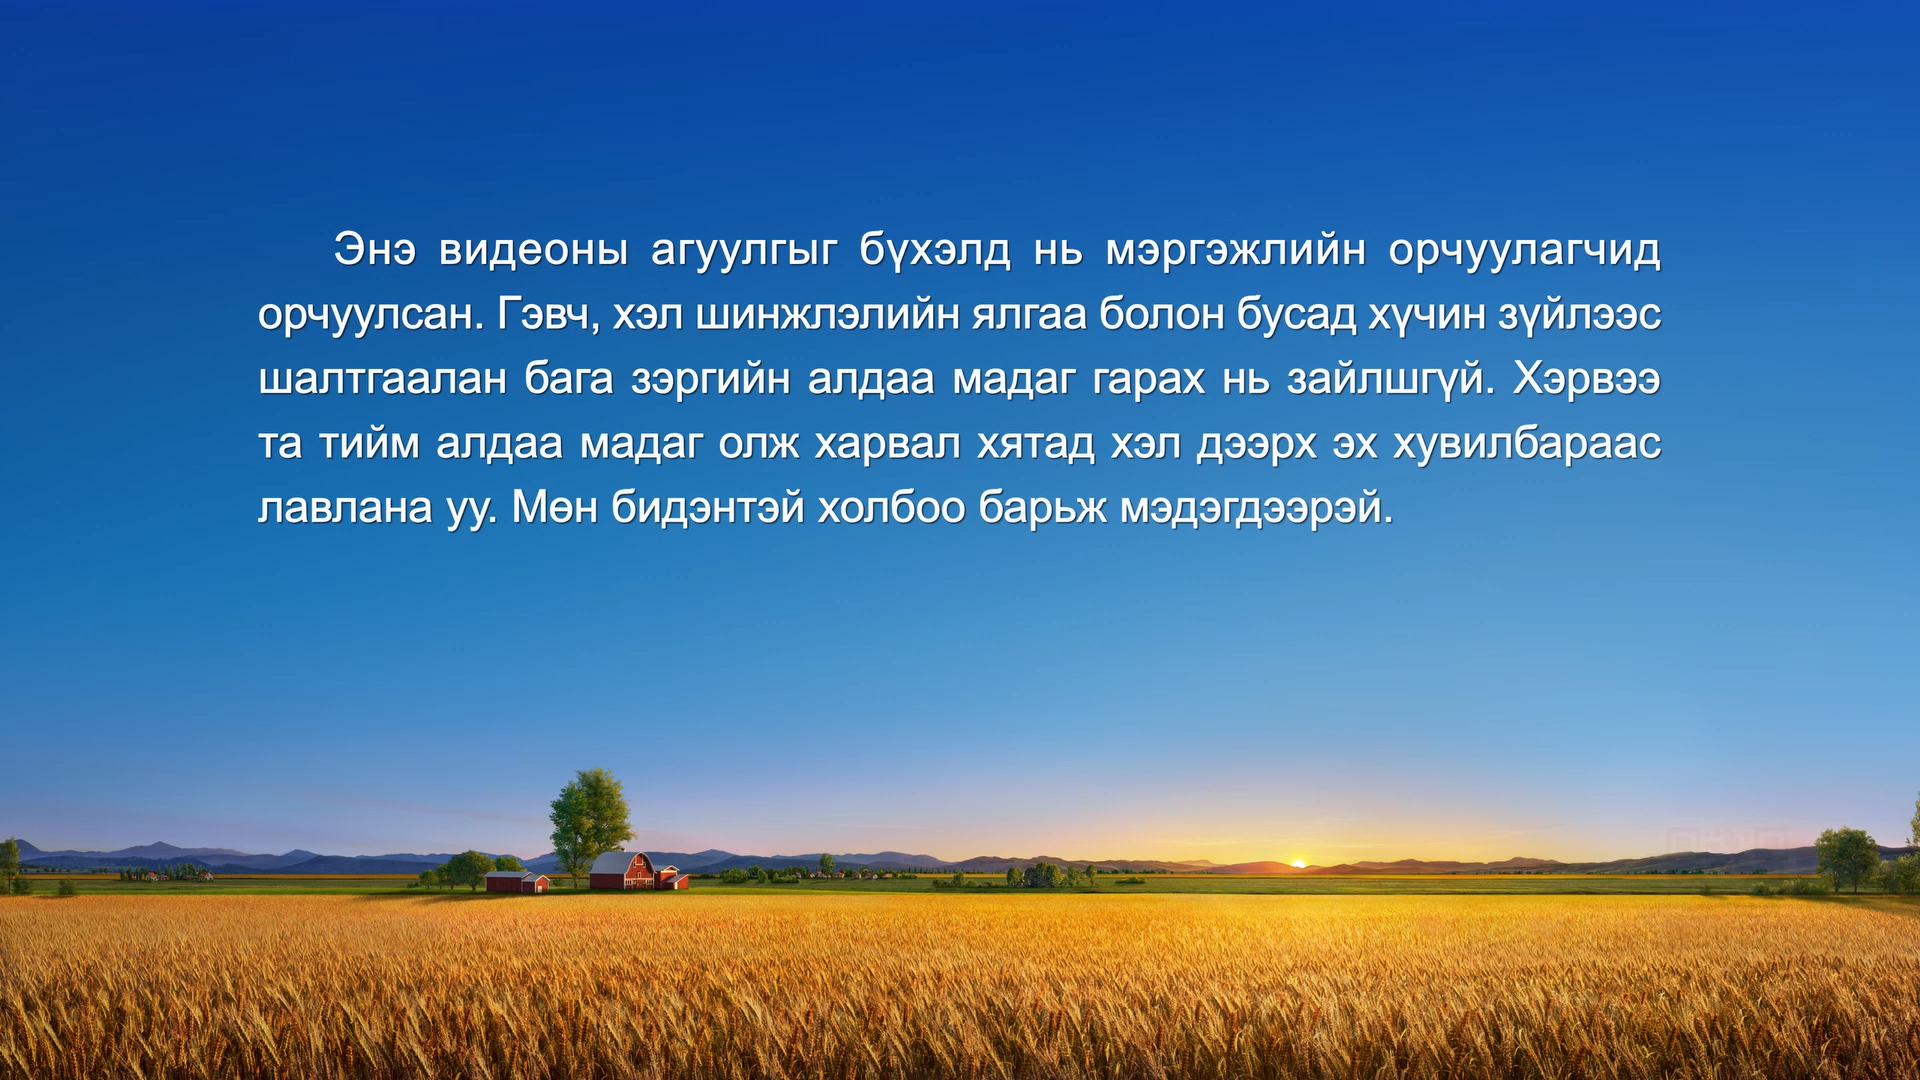 Энэ видеоны агуулгыг бүхэлд нь мэргэжлийн орчуулагчид
орчуулсан. Гэвч, хэл шинжлэлийн ялгаа болон бусад хүчин зүйлээс
шалтгаалан бага зэргийн алдаа мадаг гарах нь зайлшгүй. Хэрвээ
та тийм алдаа мадаг олж харвал хятад хэл дээрх эх хувилбараас
лавлана уу. Мөн бидэнтэй холбоо барьж мэдэгдээрэй.